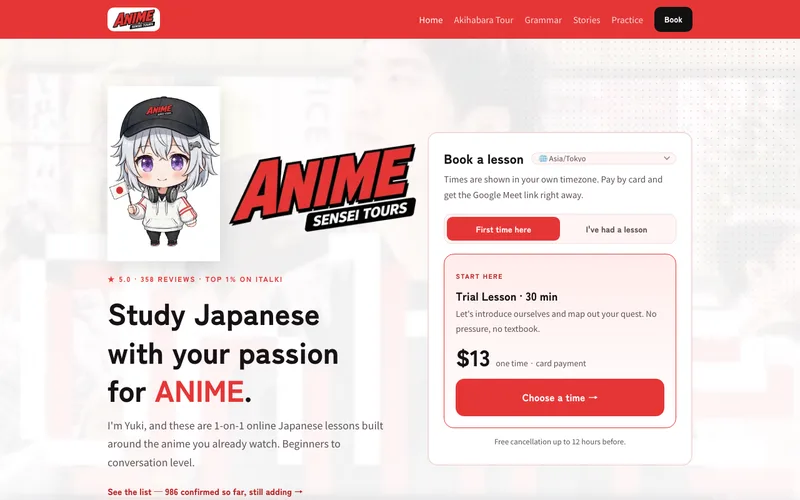 ANIME
SENSEI TOURS
Home
Akihabara Tour
Grammar
Stories
Practice
Book
ANIME
ANIME
SENSEI TOURS
★ 5.0 · 358 REVIEWS · TOP 1% ON ITALKI
Study Japanese
with your passion
for ANIME.
I'm Yuki, and these are 1-on-1 online Japanese lessons built
around the anime you already watch. Beginners to
conversation level.
See the list — 986 confirmed so far, still adding →
Book a lesson
Asia/Tokyo
Times are shown in your own timezone. Pay by card and
get the Google Meet link right away.
First time here
I've had a lesson
START HERE
Trial Lesson · 30 min
Let's introduce ourselves and map out your quest. No
pressure, no textbook.
$13 one time · card payment
Choose a time →
Free cancellation up to 12 hours before.